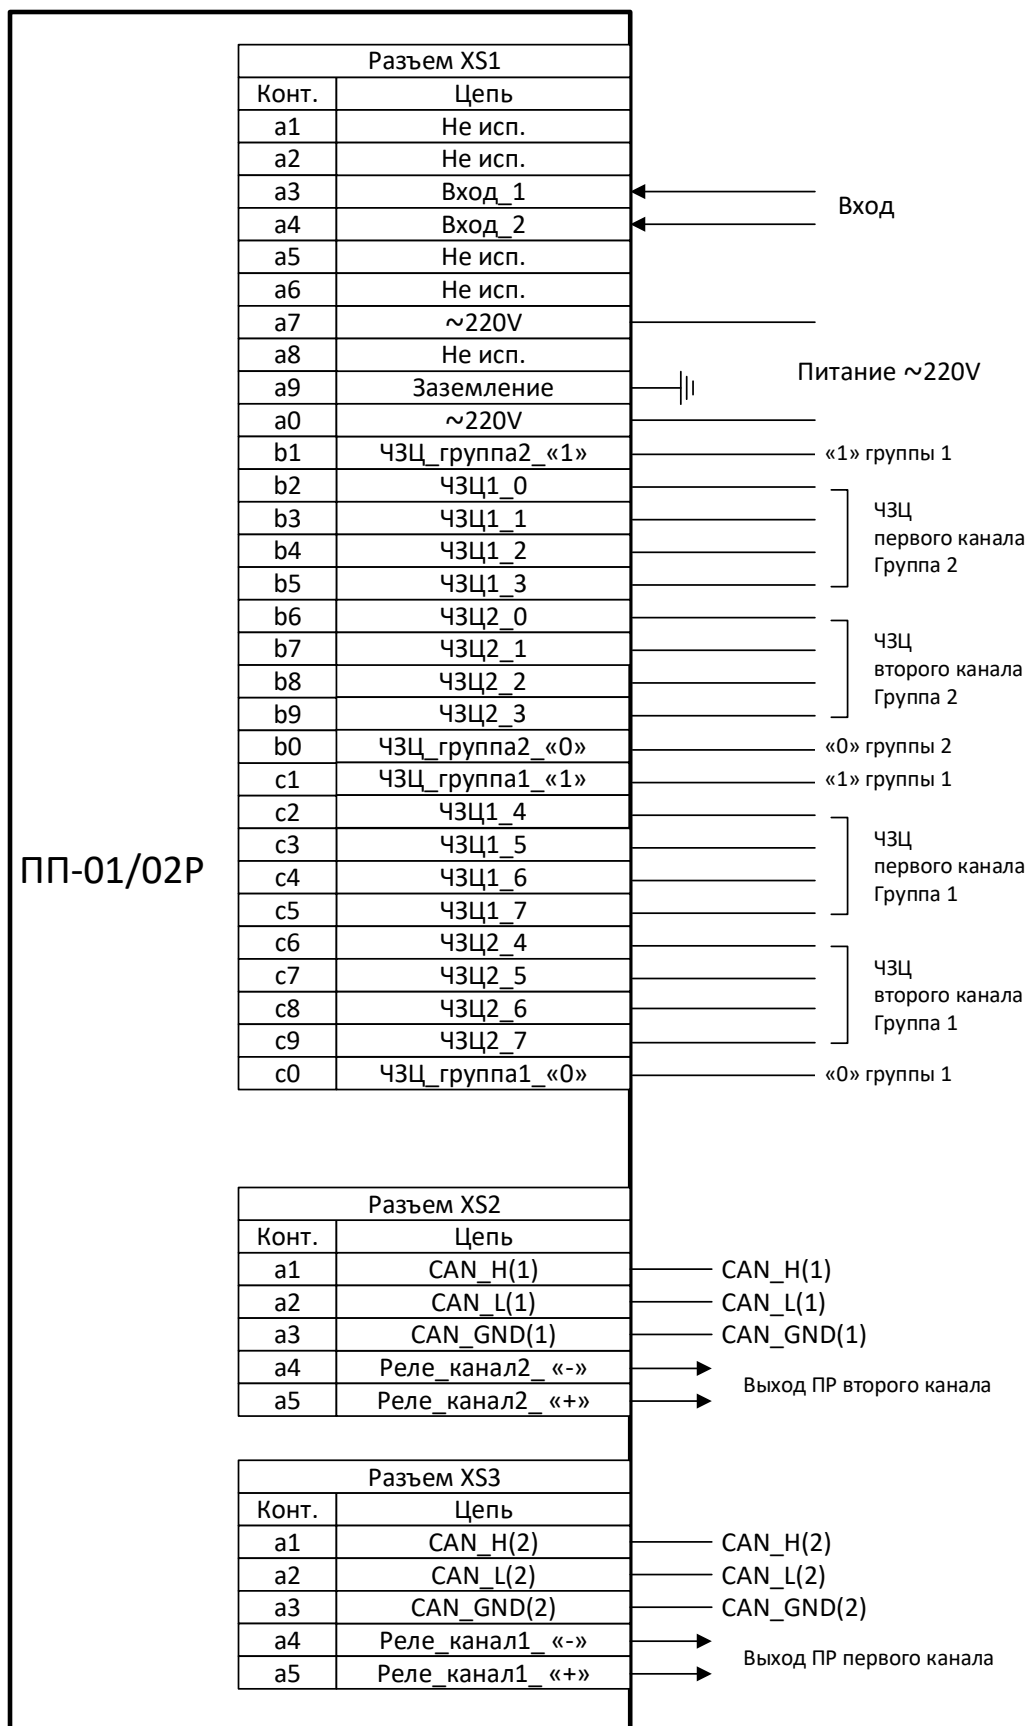 Разъем XS1
Конт. Цепь
a1 Не исп.
a2 Не исп.
a3 Вход_1
a4 Вход_2
Вход
a5 Не исп.
a6 Не исп.
a7 ~220V
a8 Не исп.
Питание ~220V
a9 Заземление
a0 ~220V
b1 ЧЗЦ_группа2_«1» «1» группы 1
b2 ЧЗЦ1_0
b3 ЧЗЦ1_1
b4 ЧЗЦ1_2
b5 ЧЗЦ1_3
ЧЗЦ
первого канала
Группа 2
b6 ЧЗЦ2_0
b7 ЧЗЦ2_1
b8 ЧЗЦ2_2
b9 ЧЗЦ2_3
ЧЗЦ
второго канала
Группа 2
b0 ЧЗЦ_группа2_«0» «0» группы 2
c1 ЧЗЦ_группа1_«1» «1» группы 1
c2 ЧЗЦ1_4
c3 ЧЗЦ1_5
c4 ЧЗЦ1_6
c5 ЧЗЦ1_7
ЧЗЦ
первого канала
Группа 1
ПП-01/02Р
c6 ЧЗЦ2_4
c7 ЧЗЦ2_5
c8 ЧЗЦ2_6
c9 ЧЗЦ2_7
ЧЗЦ
второго канала
Группа 1
c0 ЧЗЦ_группа1_«0» «0» группы 1
Разъем XS2
Конт. Цепь
a1 CAN_H(1) CAN_H(1)
a2 CAN_L(1) CAN_L(1)
a3 CAN_GND(1) CAN_GND(1)
a4 Реле_канал2_ «-»
a5 Реле_канал2_ «+»
Выход ПР второго канала
Разъем XS3
Конт. Цепь
a1 CAN_H(2) CAN_H(2)
a2 CAN_L(2) CAN_L(2)
a3 CAN_GND(2) CAN_GND(2)
a4 Реле_канал1_ «-»
a5 Реле_канал1_ «+»
Выход ПР первого канала